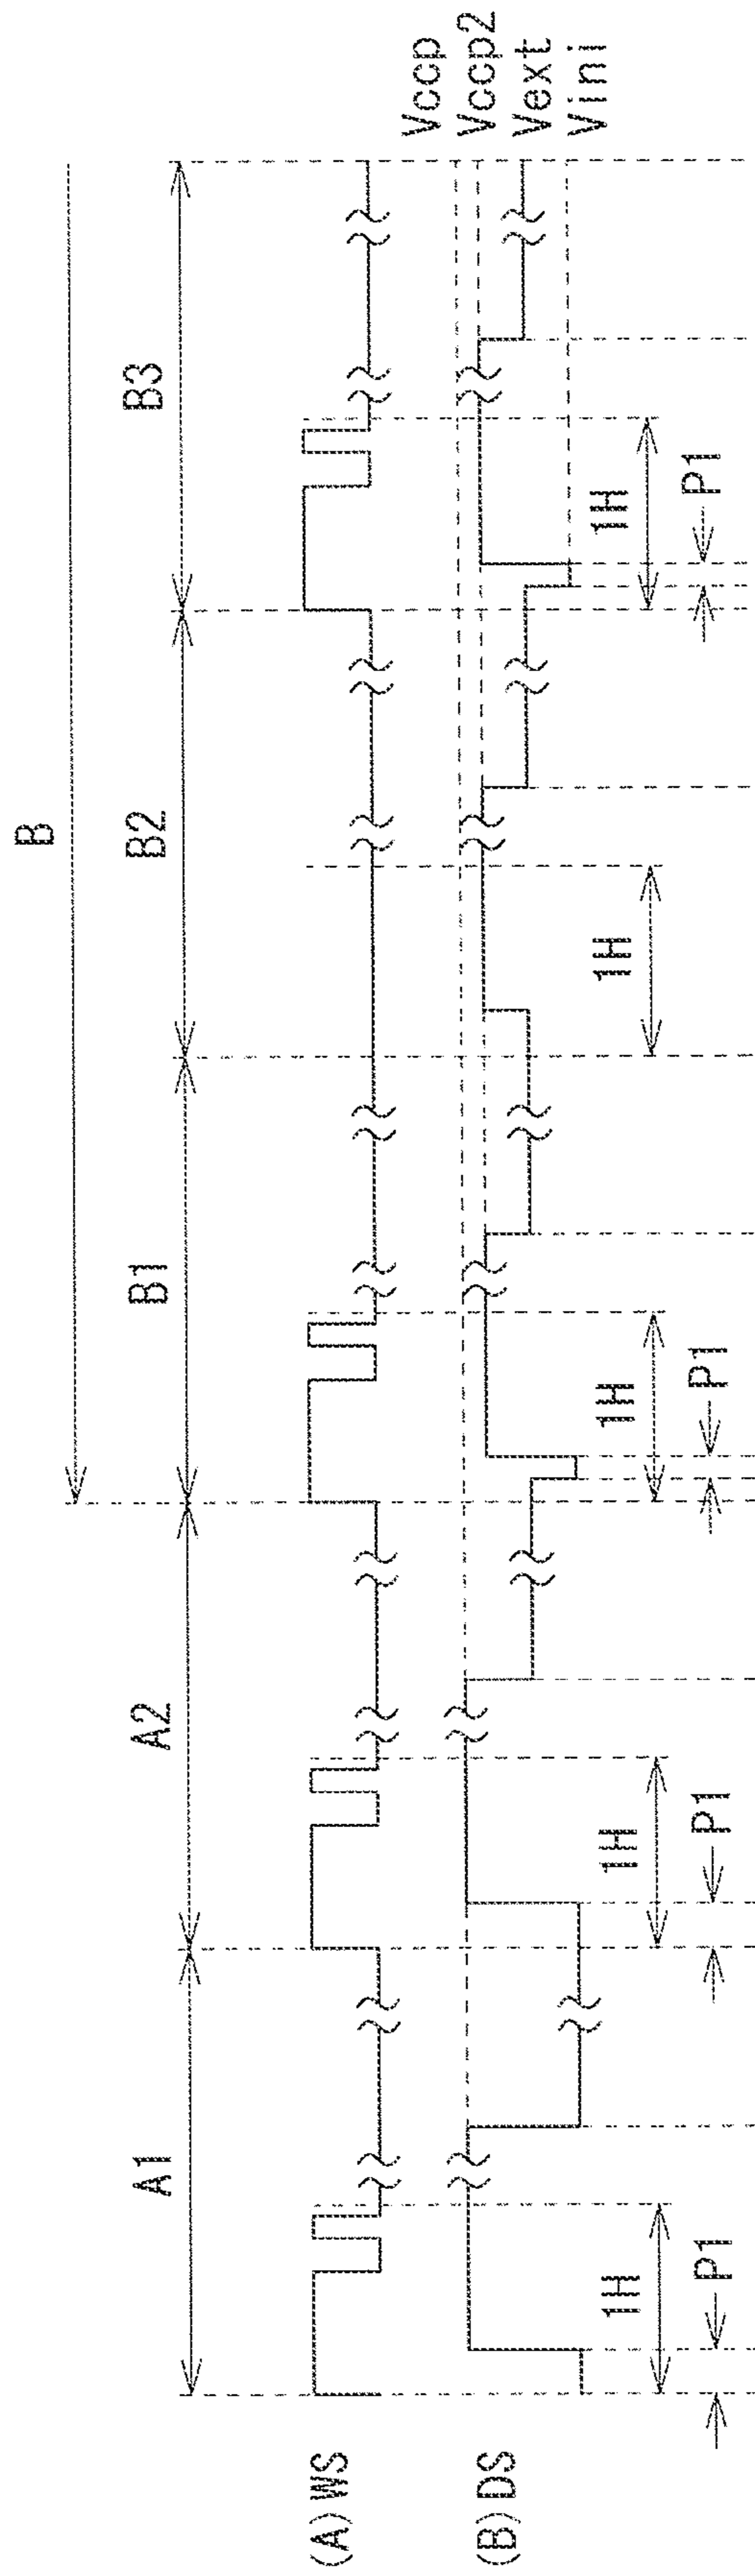 B
A1
A2
B1
B2
B3
(A) WS
(B) DS
Vccp
Vccp2
Vext
Vini
1H
1H
1H
1H
1H
P1
P1
P1
P1